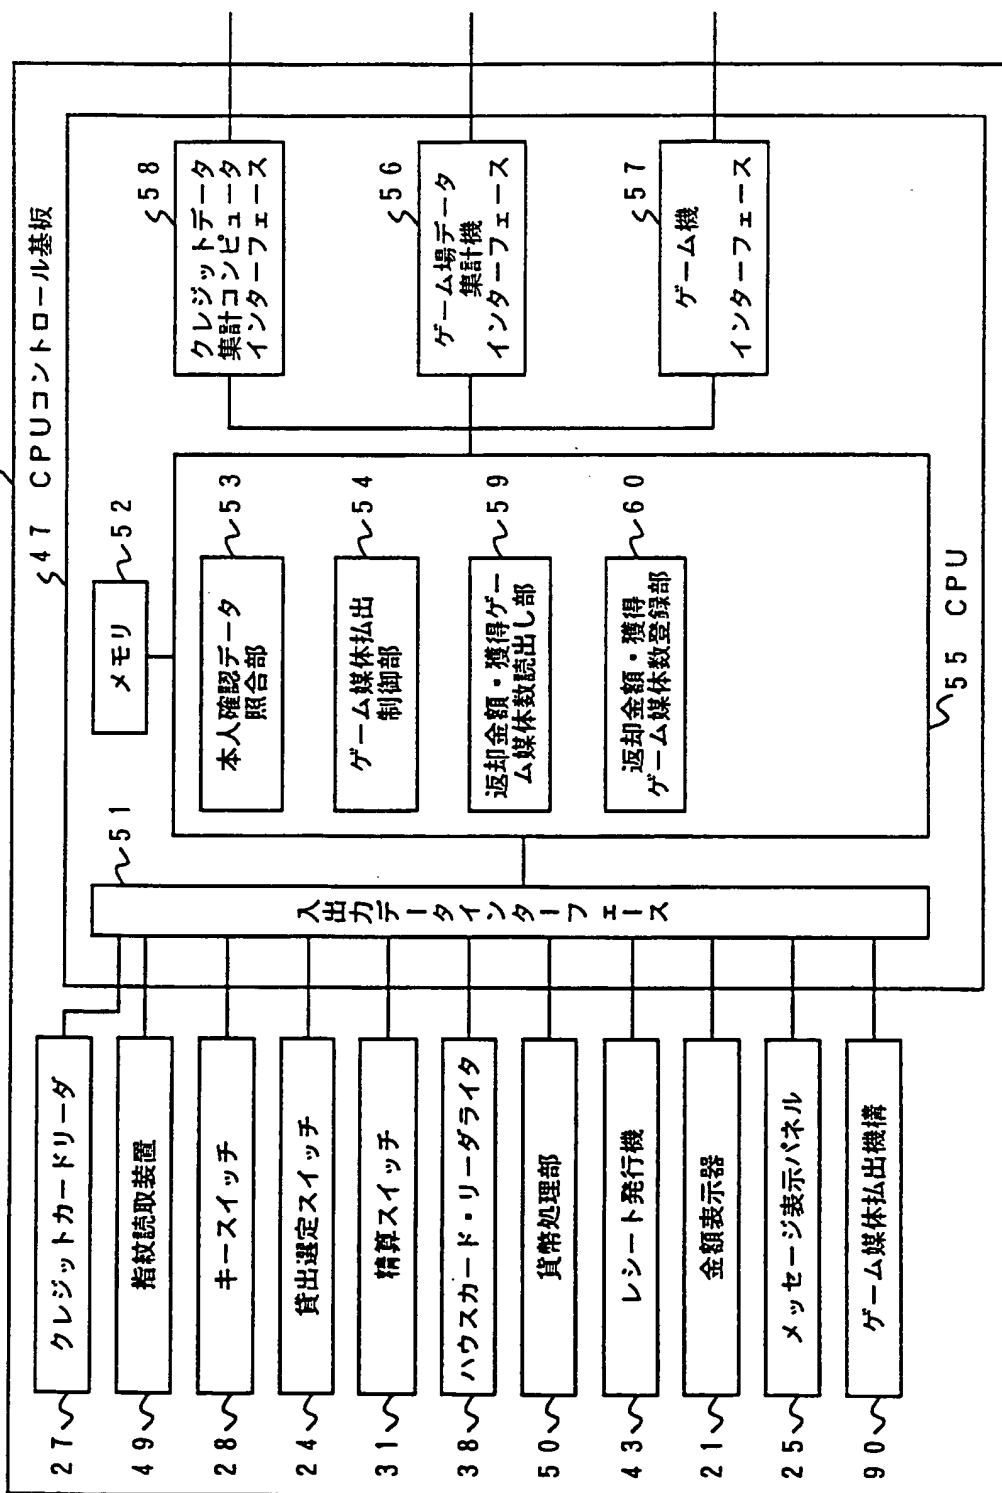 47 CPUコントロール基板
27
クレジットカードリーダ
49
指紋読取装置
28
キースイッチ
24
貸出選定スイッチ
31
精算スイッチ
38
ハウスカード・リーダライタ
50
貨幣処理部
43
レシート発行機
21
金額表示器
25
メッセージ表示パネル
90
ゲーム媒体払出機構
51
入出力データインターフェース
メモリ
52
本人確認データ
照合部
53
ゲーム媒体払出
制御部
54
返却金額・獲得ゲー
ム媒体数読出し部
59
返却金額・獲得
ゲーム媒体数登録部
60
55 CPU
クレジットデータ
集計コンピュータ
インターフェース
58
ゲーム場データ
集計機
インターフェース
56
ゲーム機
インターフェース
57